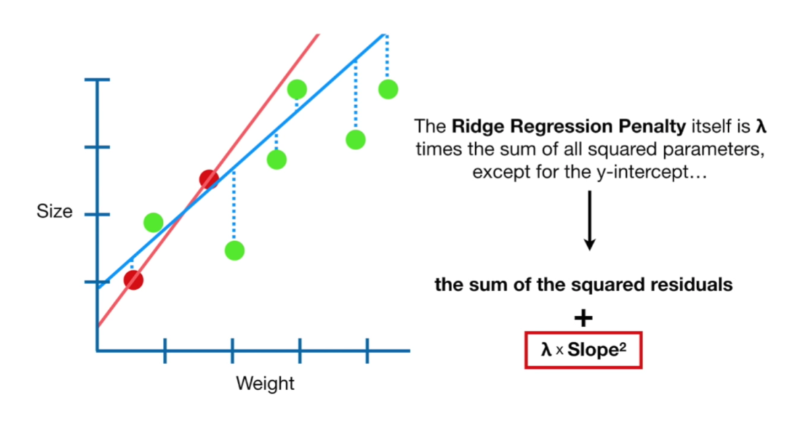 The Ridge Regression Penalty itself is λ
times the sum of all squared parameters,
except for the y-intercept…
Size
the sum of the squared residuals
+
λ x Slope²
Weight